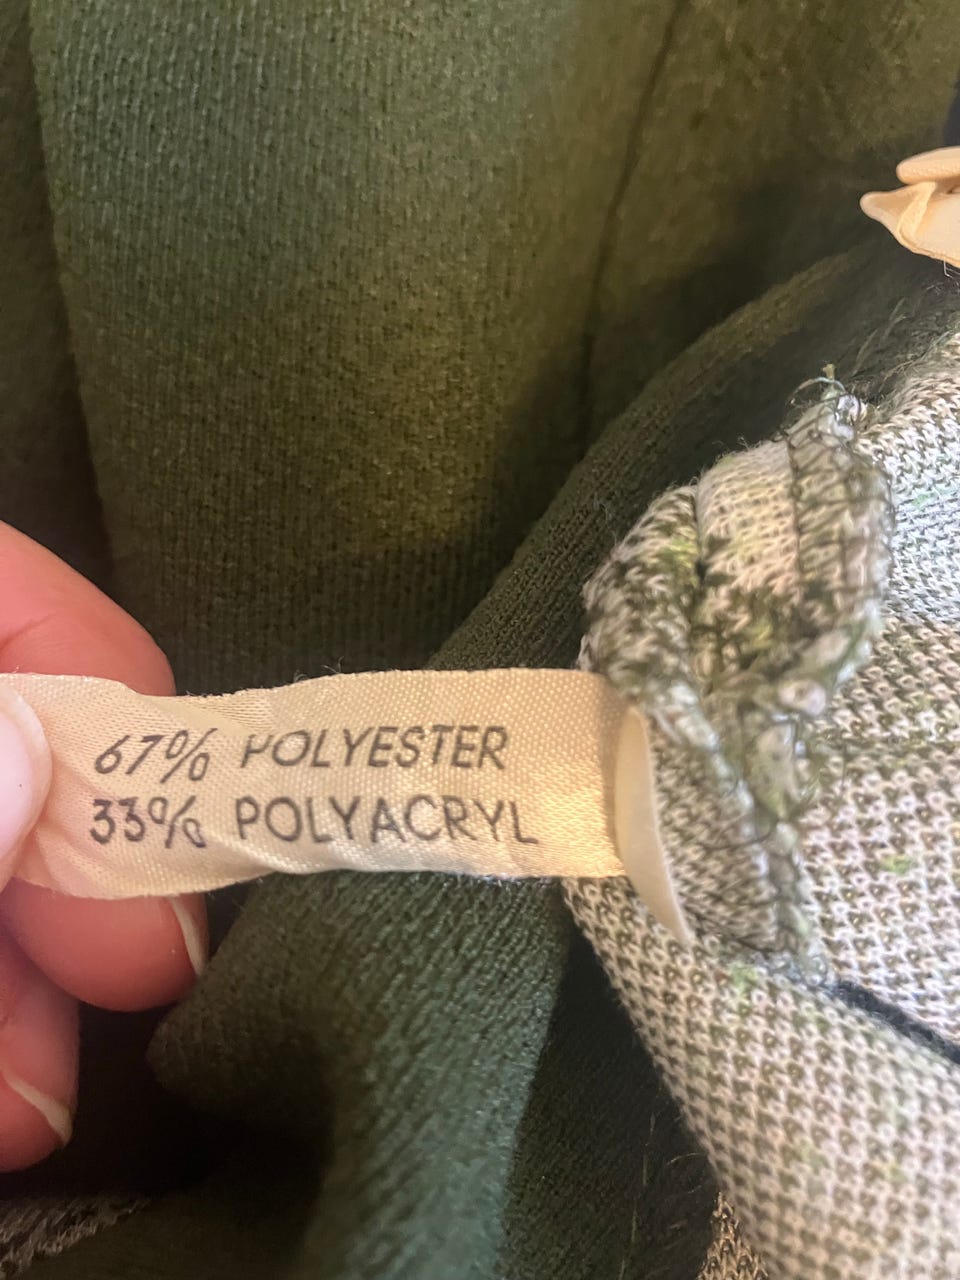 67% POLYESTER
33% POLYACRYL